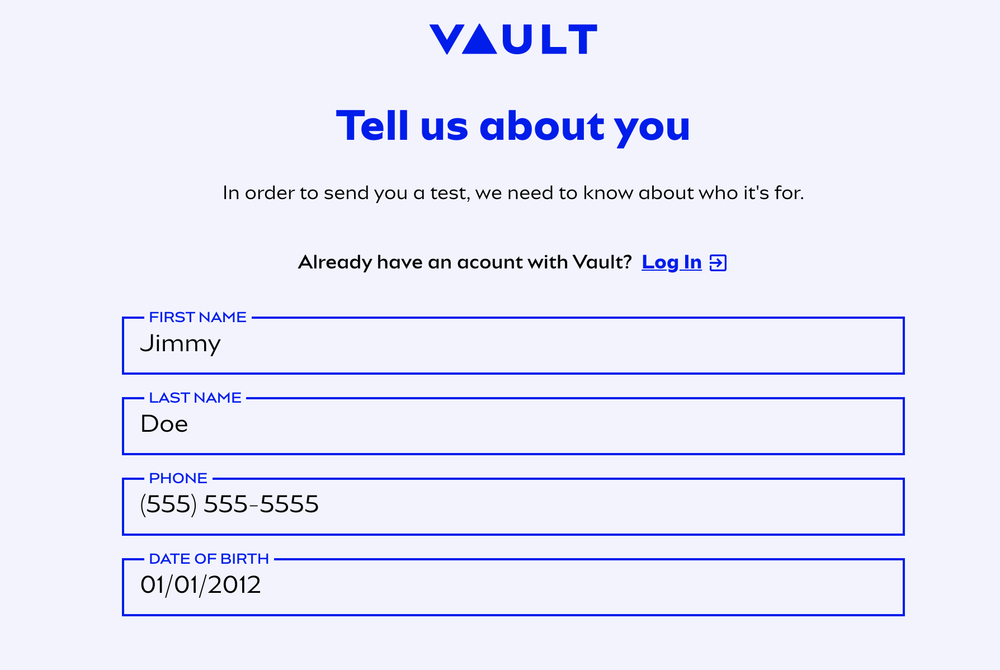 VAULT
Tell us about you
In order to send you a test, we need to know about who it's for.
Already have an acount with Vault? Log In
FIRST NAME
Jimmy
LAST NAME
Doe
PHONE
(555) 555-5555
DATE OF BIRTH
01/01/2012